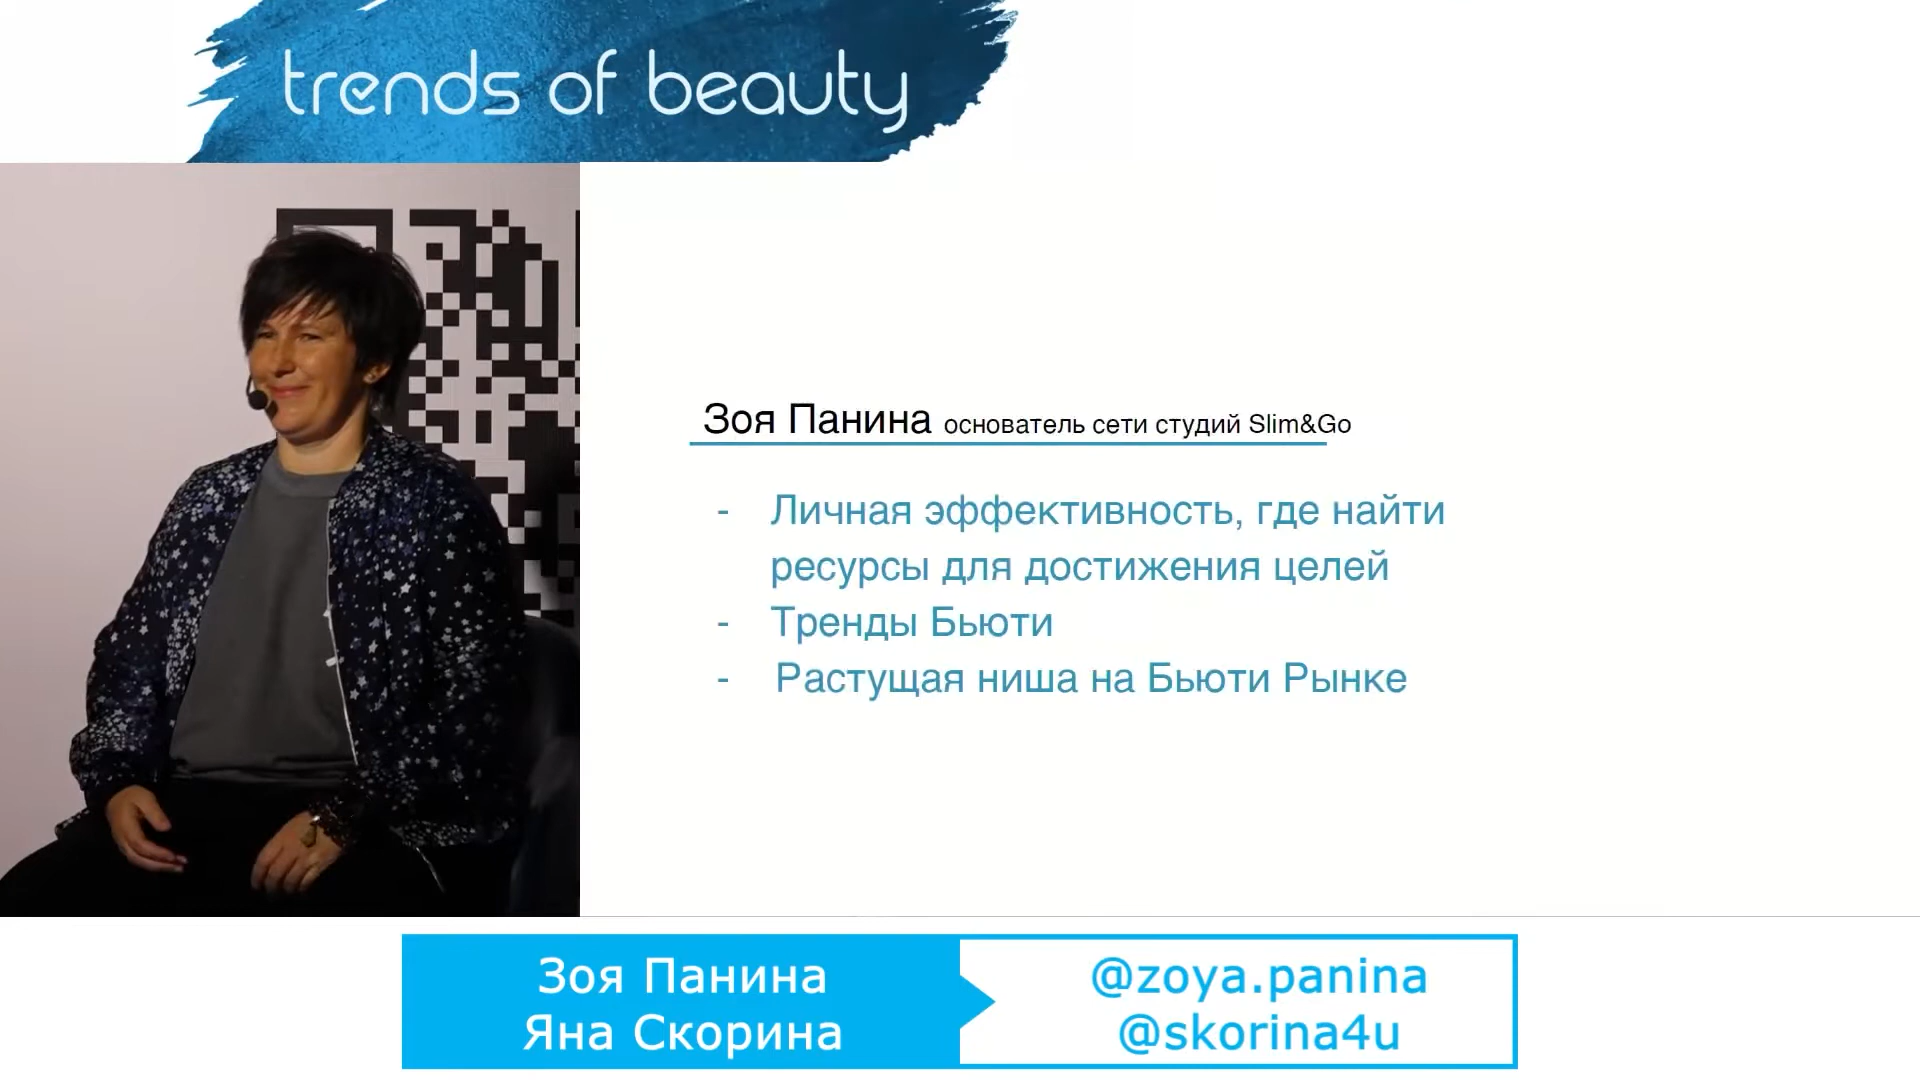 trends of beauty
Зоя Панина основатель сети студий Slim&Go
- Личная эффективность, где найти
ресурсы для достижения целей
- Тренды Бьюти
- Растущая ниша на Бьюти Рынке
Зоя Панина
Яна Скорина
@zoya.panina
@skorina4u